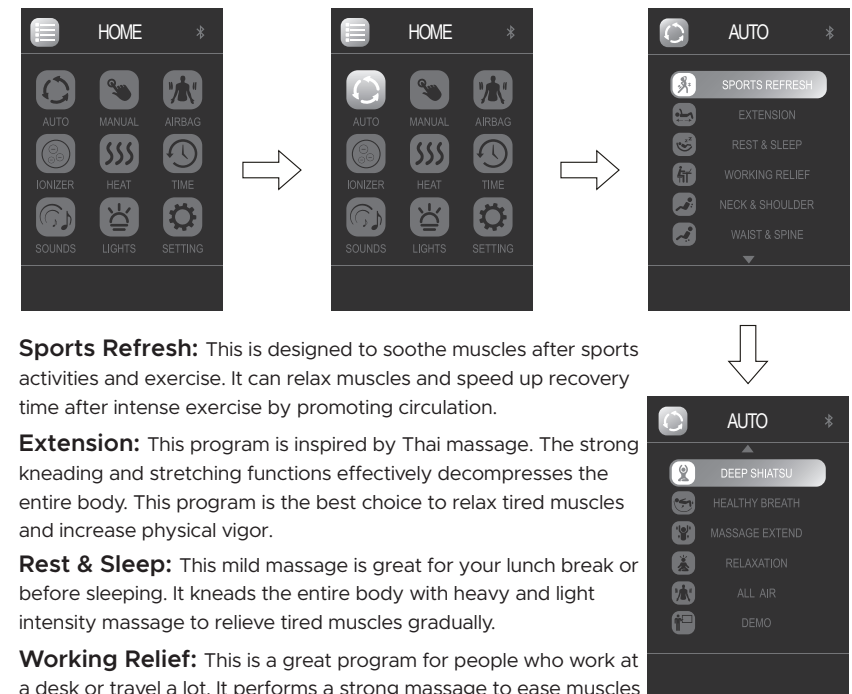 HOME
AUTO MANUAL AIRBAG
IONIZER HEAT TIME
SOUNDS LIGHTS SETTING
HOME
AUTO MANUAL AIRBAG
IONIZER HEAT TIME
SOUNDS LIGHTS SETTING
AUTO
SPORTS REFRESH
EXTENSION
REST & SLEEP
WORKING RELIEF
NECK & SHOULDER
WAIST & SPINE
Sports Refresh: This is designed to soothe muscles after sports
activities and exercise. It can relax muscles and speed up recovery
time after intense exercise by promoting circulation.
Extension: This program is inspired by Thai massage. The strong
kneading and stretching functions effectively decompresses the
entire body. This program is the best choice to relax tired muscles
and increase physical vigor.
Rest & Sleep: This mild massage is great for your lunch break or
before sleeping. It kneads the entire body with heavy and light
intensity massage to relieve tired muscles gradually.
Working Relief: This is a great program for people who work at
a desk or travel a lot. It performs a strong massage to ease muscles
AUTO
DEEP SHIATSU
HEALTHY BREATH
MASSAGE EXTEND
RELAXATION
ALL AIR
DEMO